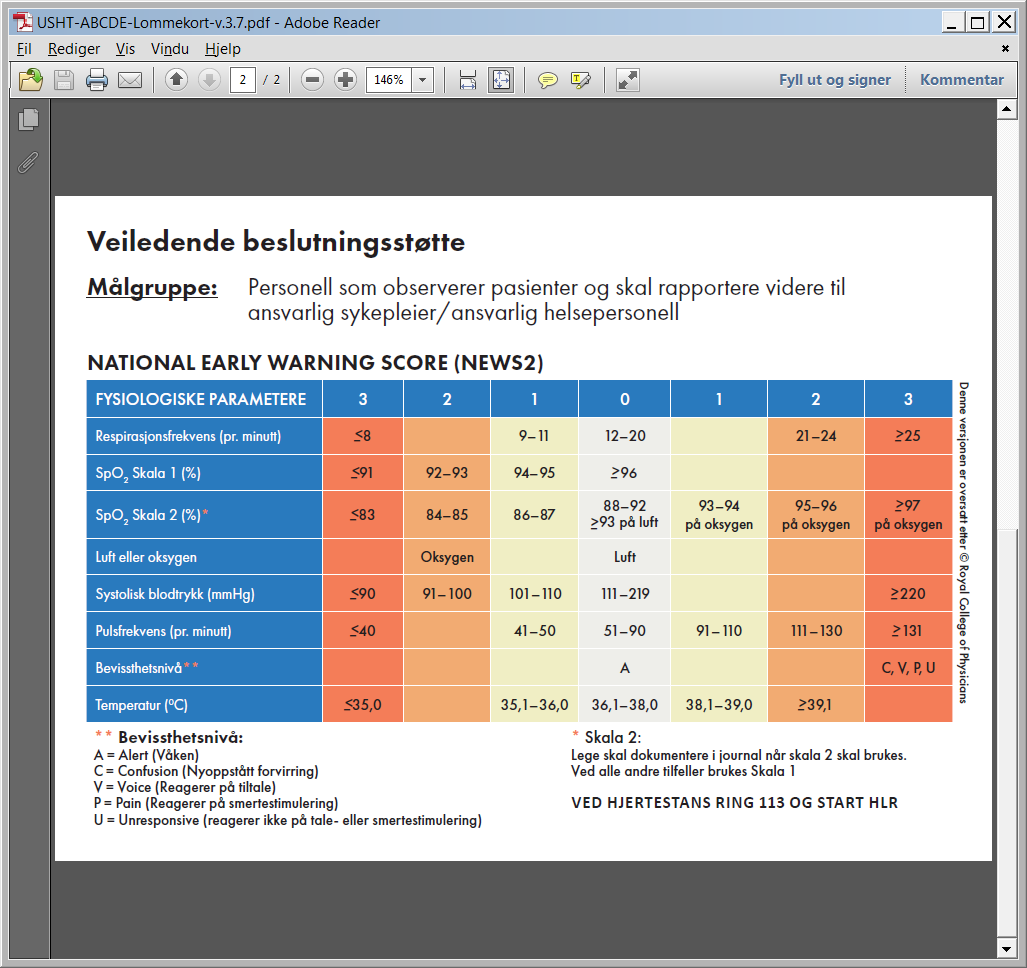 USHT-ABCDE-Lommekort-v.3.7.pdf - Adobe Reader
Fil Rediger Vis Vindu Hjelp
2 / 2 146% Fyll ut og signer Kommentar
Veiledende beslutningsstøtte
Målgruppe: Personell som observerer pasienter og skal rapportere videre til
ansvarlig sykepleier/ansvarlig helsepersonell
NATIONAL EARLY WARNING SCORE (NEWS2)
FYSIOLOGISKE PARAMETERE 3 2 1 0 1 2 3
Respirasjonsfrekvens (pr. minutt) ≤8 9–11 12–20 21–24 ≥25
SpO₂ Skala 1 (%) ≤91 92–93 94–95 ≥96
SpO₂ Skala 2 (%)* ≤83 84–85 86–87 88–92 93–94 95–96 ≥97
≥93 på luft på oksygen på oksygen på oksygen
Luft eller oksygen Oksygen Luft
Systolisk blodtrykk (mmHg) ≤90 91–100 101–110 111–219 ≥220
Pulsfrekvens (pr. minutt) ≤40 41–50 51–90 91–110 111–130 ≥131
Bevissthetsnivå** A C, V, P, U
Temperatur (⁰C) ≤35,0 35,1–36,0 36,1–38,0 38,1–39,0 ≥39,1
Denne versjonen er oversatt etter © Royal College of Physicians
** Bevissthetsnivå:
A = Alert (Våken)
C = Confusion (Nyoppstått forvirring)
V = Voice (Reagerer på tiltale)
P = Pain (Reagerer på smertestimulering)
U = Unresponsive (reagerer ikke på tale- eller smertestimulering)
* Skala 2:
Lege skal dokumentere i journal når skala 2 skal brukes.
Ved alle andre tilfeller brukes Skala 1
VED HJERTESTANS RING 113 OG START HLR